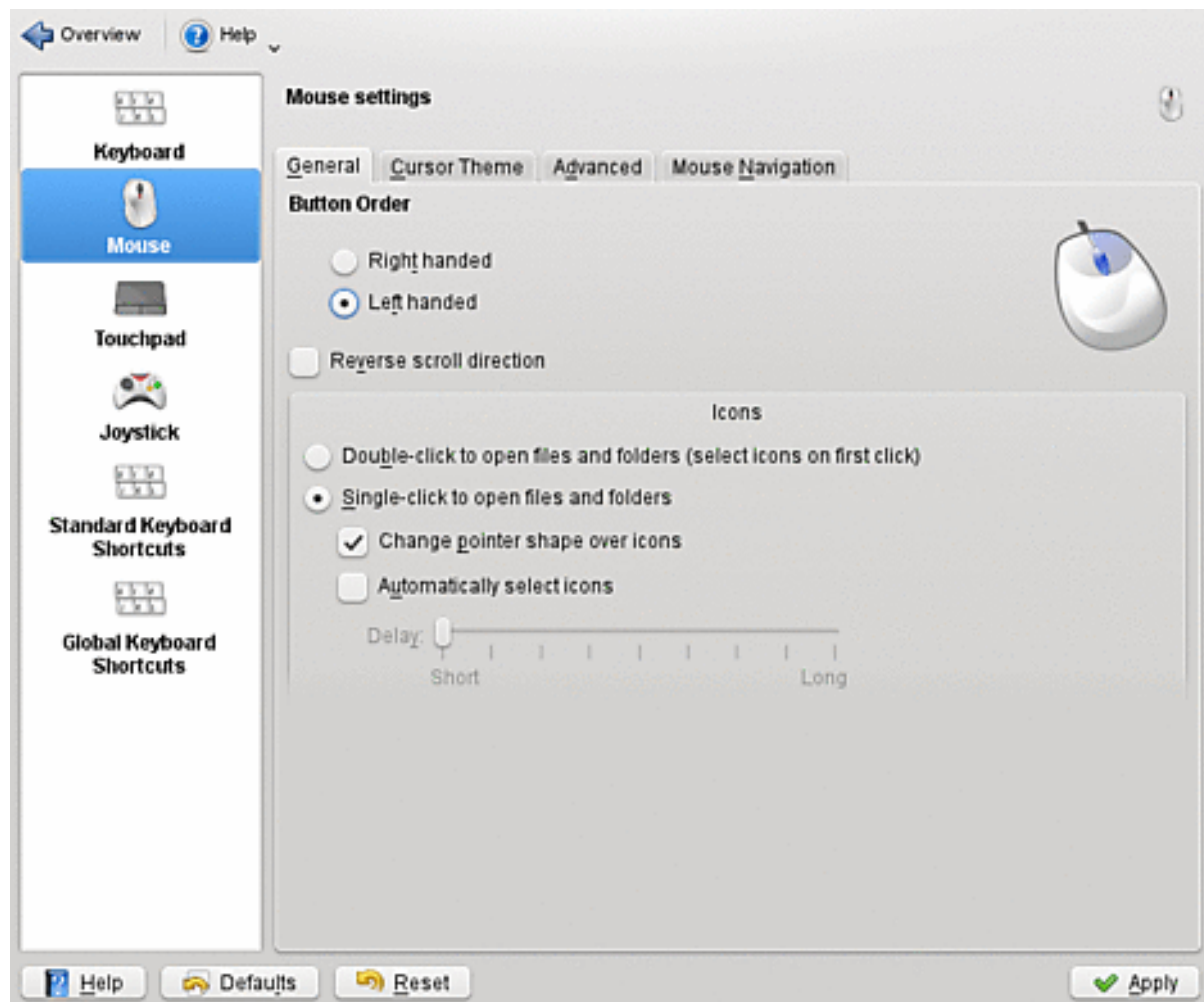 Overview Help
Keyboard
Mouse
Touchpad
Joystick
Standard Keyboard
Shortcuts
Global Keyboard
Shortcuts
Mouse settings
General Cursor Theme Advanced Mouse Navigation
Button Order
Right handed
Left handed
Reverse scroll direction
Icons
Double-click to open files and folders (select icons on first click)
Single-click to open files and folders
Change pointer shape over icons
Automatically select icons
Delay:
Short Long
Help Defaults Reset Apply